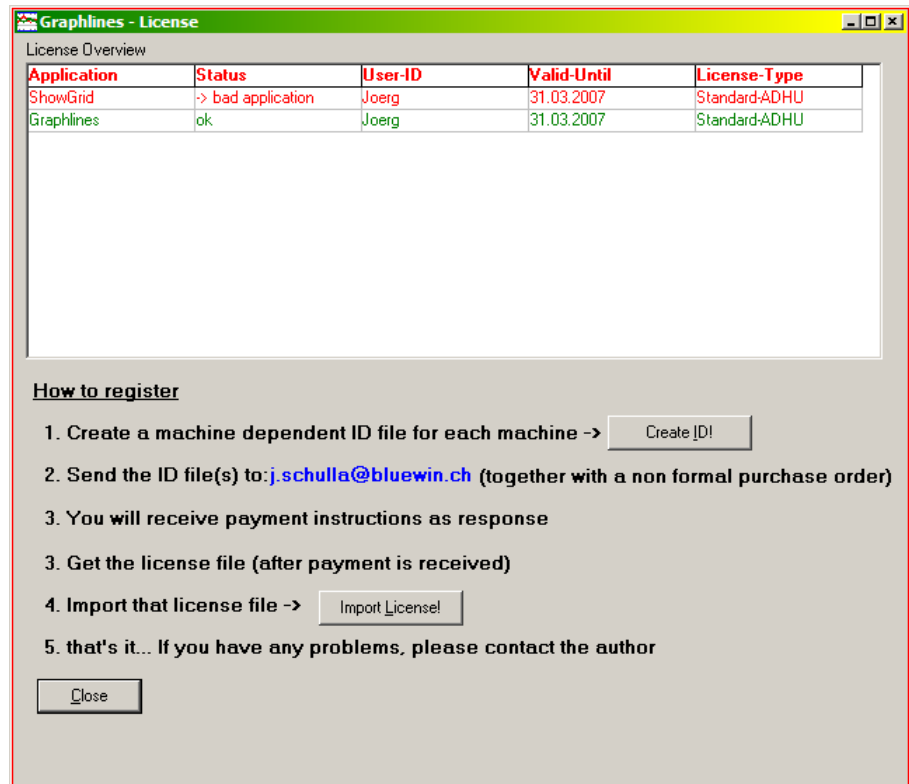 Graphlines - License
License Overview
Application Status User-ID Valid-Until License-Type
ShowGrid -> bad application Joerg 31.03.2007 Standard-ADHU
Graphlines ok Joerg 31.03.2007 Standard-ADHU
How to register
1. Create a machine dependent ID file for each machine -> Create ID!
2. Send the ID file(s) to:j.schulla@bluewin.ch (together with a non formal purchase order)
3. You will receive payment instructions as response
3. Get the license file (after payment is received)
4. Import that license file -> Import License!
5. that's it... If you have any problems, please contact the author
Close